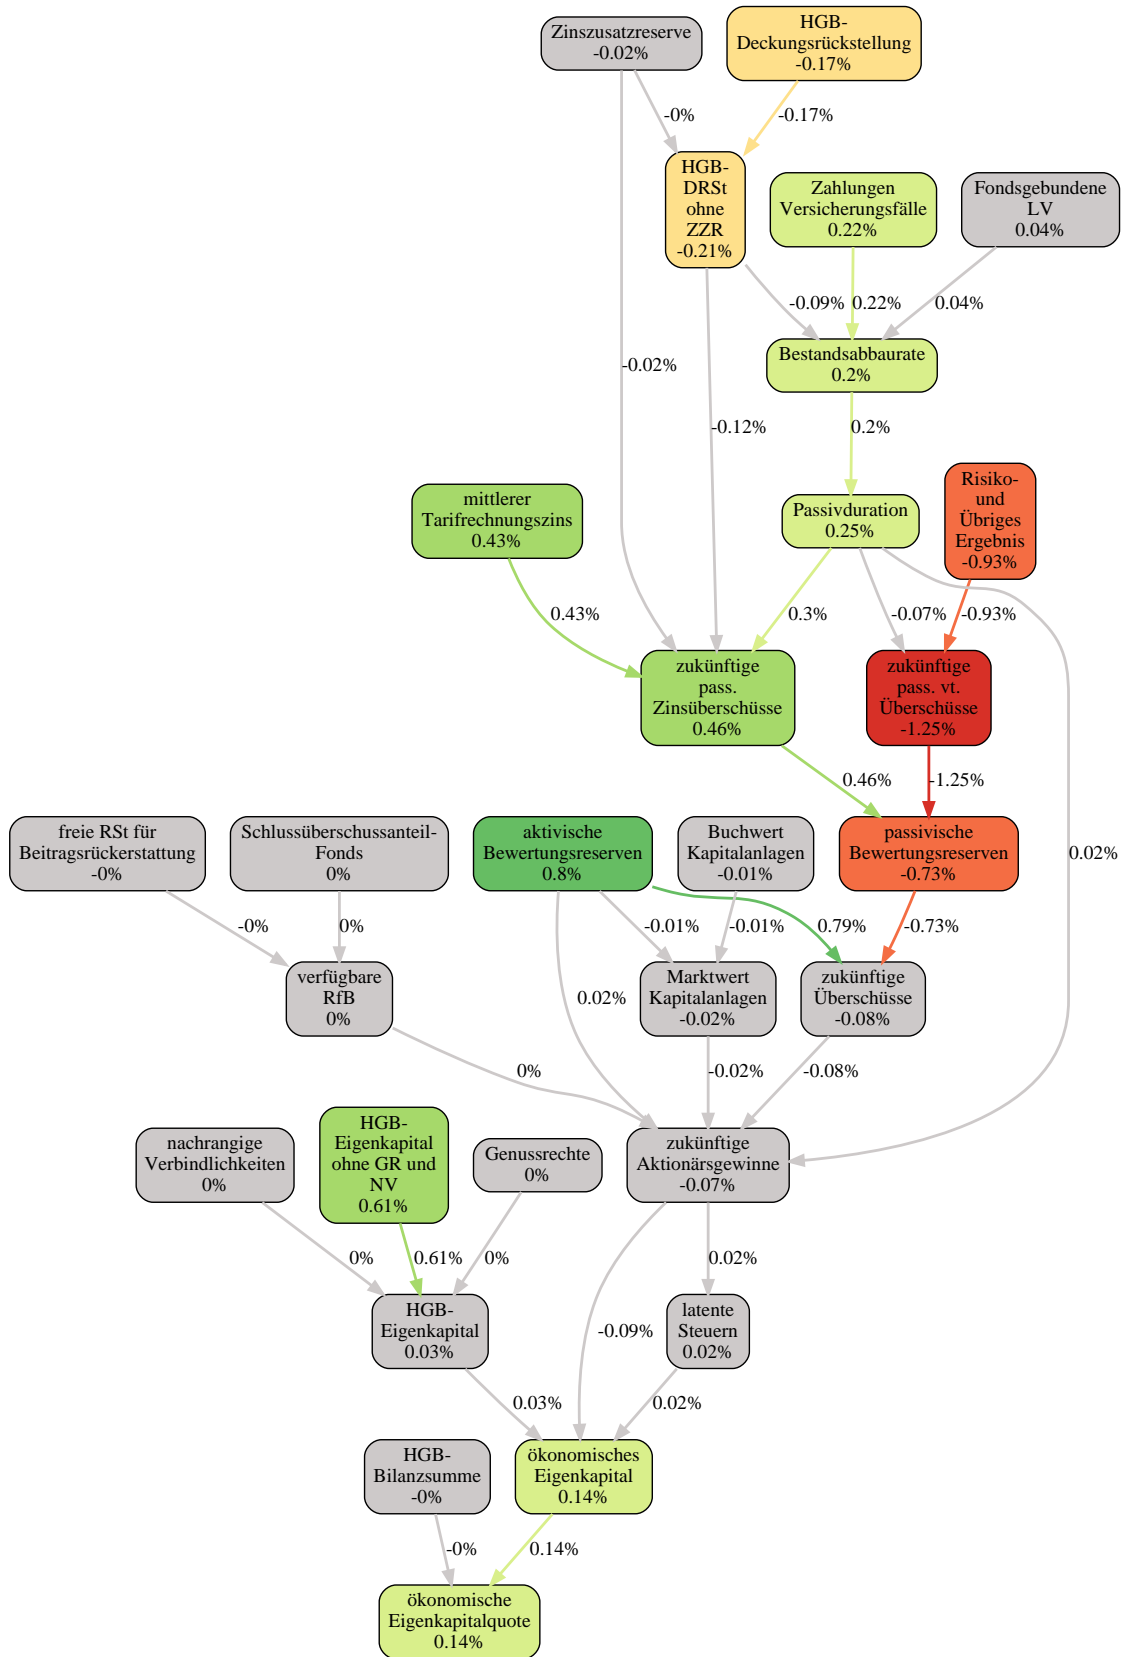 Zinszusatzreserve
-0.02%
HGB-
Deckungsrückstellung
-0.17%
-0%
-0.17%
HGB-
DRSt
ohne
ZZR
-0.21%
Zahlungen
Versicherungsfälle
0.22%
Fondsgebundene
LV
0.04%
-0.09%
0.22%
0.04%
Bestandsabbaurate
0.2%
-0.02%
-0.12%
0.2%
mittlerer
Tarifrechnungszins
0.43%
Passivduration
0.25%
Risiko-
und
Übriges
Ergebnis
-0.93%
0.43%
0.3%
-0.07%
-0.93%
zukünftige
pass.
Zinsüberschüsse
0.46%
zukünftige
pass. vt.
Überschüsse
-1.25%
0.46%
-1.25%
freie RSt für
Beitragsrückerstattung
-0%
Schlussüberschussanteil-
Fonds
0%
aktivische
Bewertungsreserven
0.8%
Buchwert
Kapitalanlagen
-0.01%
passivische
Bewertungsreserven
-0.73%
0.02%
-0%
0%
-0.01%
-0.01%
0.79%
-0.73%
verfügbare
RfB
0%
0.02%
Marktwert
Kapitalanlagen
-0.02%
zukünftige
Überschüsse
-0.08%
0%
-0.02%
-0.08%
nachrangige
Verbindlichkeiten
0%
HGB-
Eigenkapital
ohne GR und
NV
0.61%
Genussrechte
0%
zukünftige
Aktionärsgewinne
-0.07%
0%
0.61%
0%
0.02%
HGB-
Eigenkapital
0.03%
-0.09%
latente
Steuern
0.02%
0.03%
0.02%
HGB-
Bilanzsumme
-0%
ökonomisches
Eigenkapital
0.14%
-0%
0.14%
ökonomische
Eigenkapitalquote
0.14%